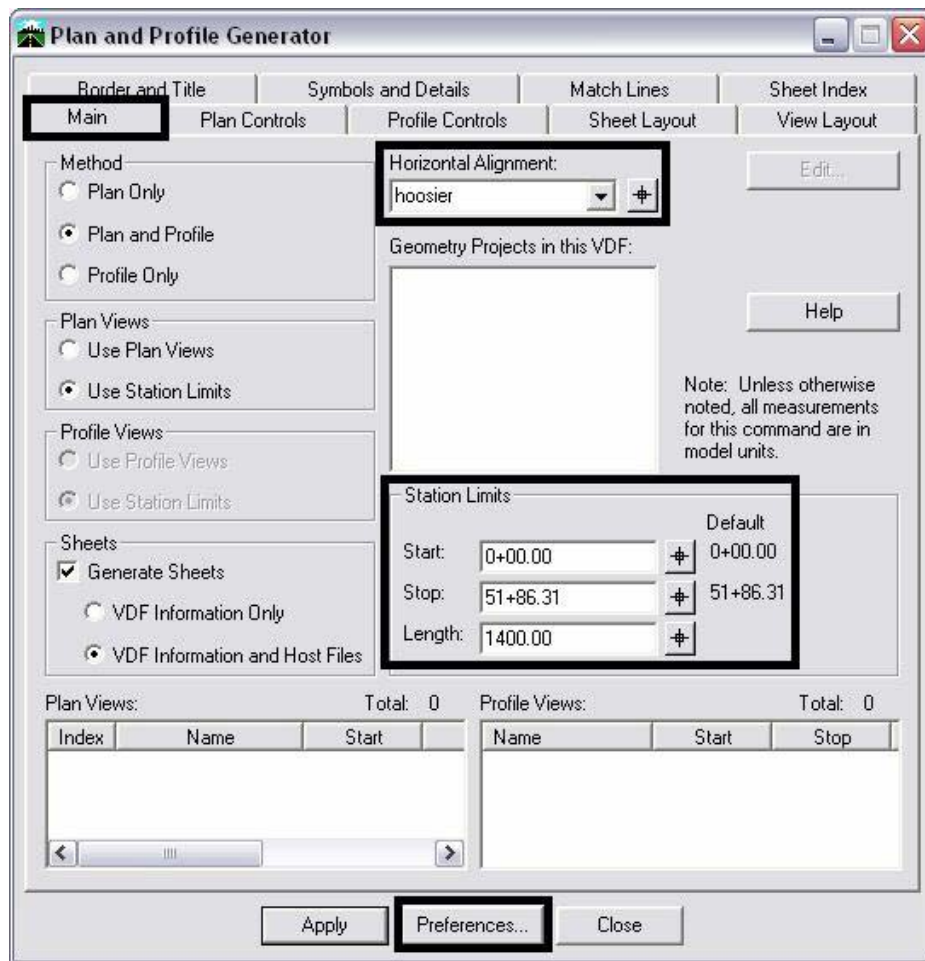 Plan and Profile Generator
Border and Title
Symbols and Details
Match Lines
Sheet Index
Main
Plan Controls
Profile Controls
Sheet Layout
View Layout
Method
Plan Only
Plan and Profile
Profile Only
Horizontal Alignment:
hoosier
Edit...
Geometry Projects in this VDF:
Help
Plan Views
Use Plan Views
Use Station Limits
Note: Unless otherwise
noted, all measurements
for this command are in
model units.
Profile Views
Use Profile Views
Use Station Limits
Station Limits
Default
Start: 0+00.00 0+00.00
Stop: 51+86.31 51+86.31
Length: 1400.00
Sheets
Generate Sheets
VDF Information Only
VDF Information and Host Files
Plan Views: Total: 0
Index Name Start
Profile Views: Total: 0
Name Start Stop
Apply
Preferences...
Close